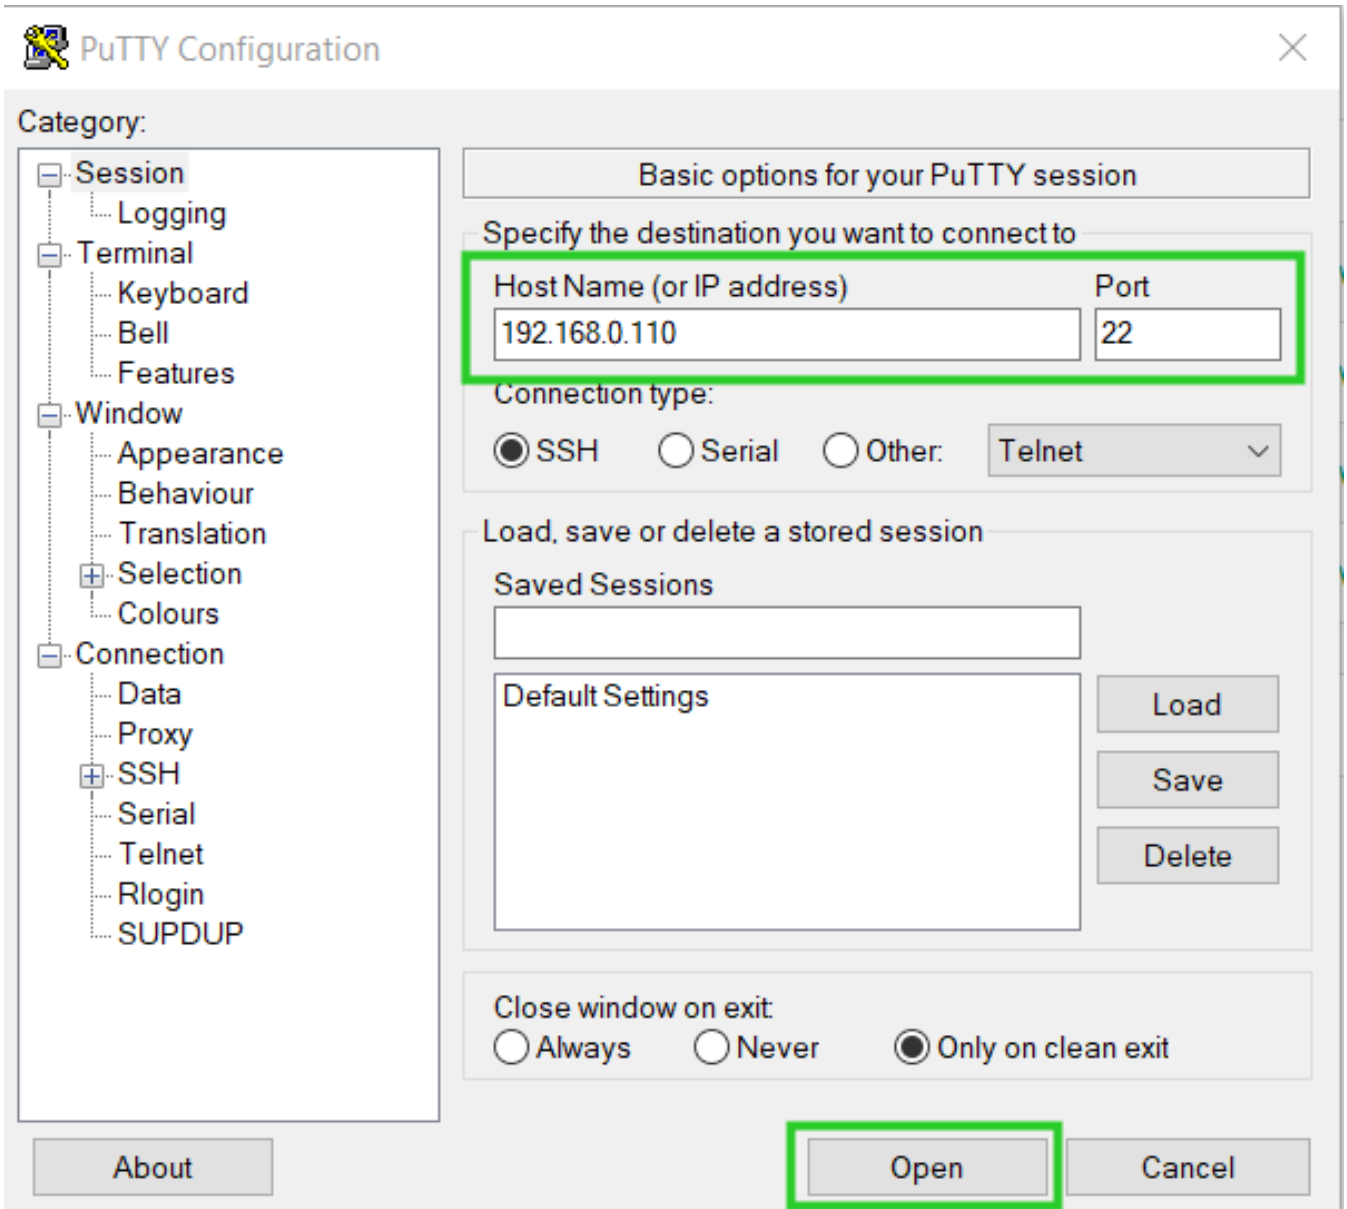 PuTTY Configuration
Category:
Session
Logging
Terminal
Keyboard
Bell
Features
Window
Appearance
Behaviour
Translation
Selection
Colours
Connection
Data
Proxy
SSH
Serial
Telnet
Rlogin
SUPDUP
Basic options for your PuTTY session
Specify the destination you want to connect to
Host Name (or IP address) Port
192.168.0.110 22
Connection type:
SSH Serial Other: Telnet
Load, save or delete a stored session
Saved Sessions
Default Settings
Load
Save
Delete
Close window on exit:
Always Never Only on clean exit
About Open Cancel